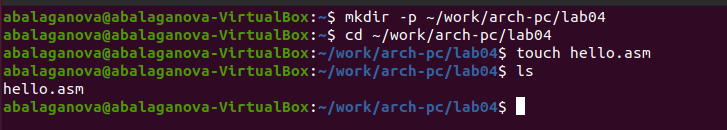 abalaganova@abalaganova-VirtualBox:~$ mkdir -p ~/work/arch-pc/lab04
abalaganova@abalaganova-VirtualBox:~$ cd ~/work/arch-pc/lab04
abalaganova@abalaganova-VirtualBox:~/work/arch-pc/lab04$ touch hello.asm
abalaganova@abalaganova-VirtualBox:~/work/arch-pc/lab04$ ls
hello.asm
abalaganova@abalaganova-VirtualBox:~/work/arch-pc/lab04$